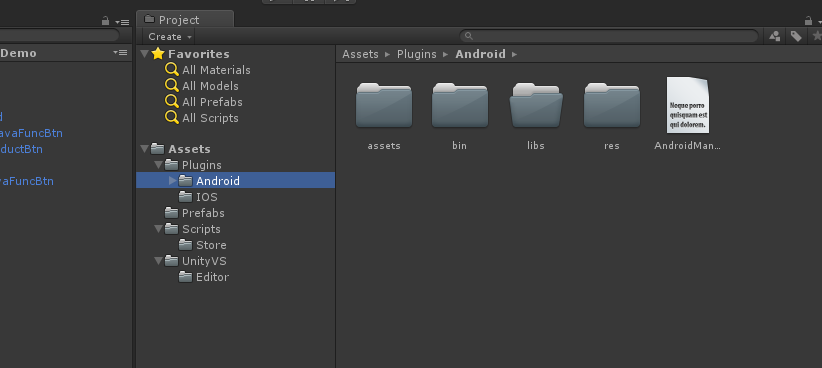 Project
Create
Demo
Favorites
All Materials
All Models
All Prefabs
All Scripts
avaFuncBtn
ductBtn
vaFuncBtn
Assets
Plugins
Android
IOS
Prefabs
Scripts
Store
UnityVS
Editor
Assets ▸ Plugins ▸ Android ▸
Neque porro
quisquam est
qui dolorem.
assets
bin
libs
res
AndroidMan...